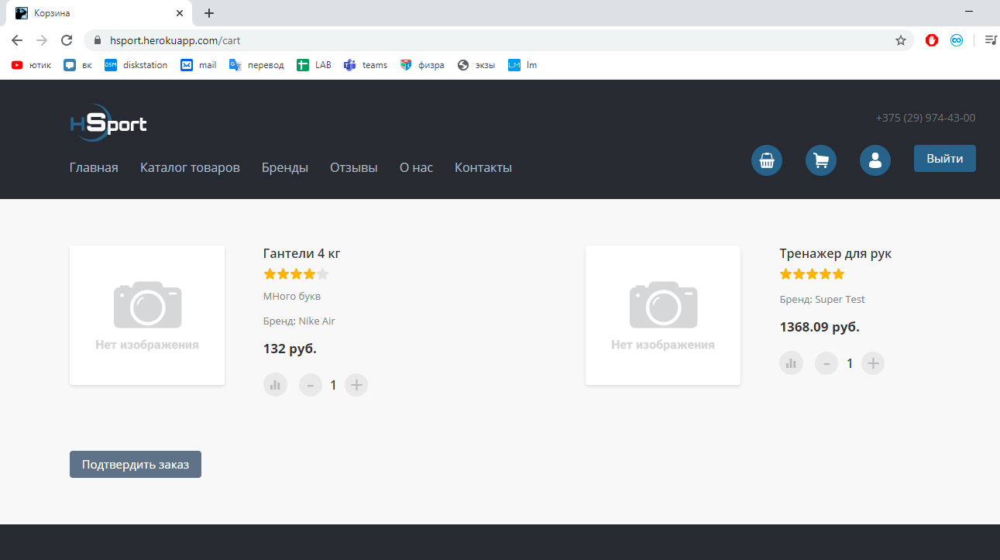 Корзина
hsport.herokuapp.com/cart
ютик вк diskstation mail перевод LAB teams физра экзы lm
HSport
+375 (29) 974-43-00
Главная Каталог товаров Бренды Отзывы О нас Контакты Выйти
Гантели 4 кг
МНого букв
Бренд: Nike Air
132 руб.
- 1 +
Нет изображения
Тренажер для рук
Бренд: Super Test
1368.09 руб.
- 1 +
Нет изображения
Подтвердить заказ